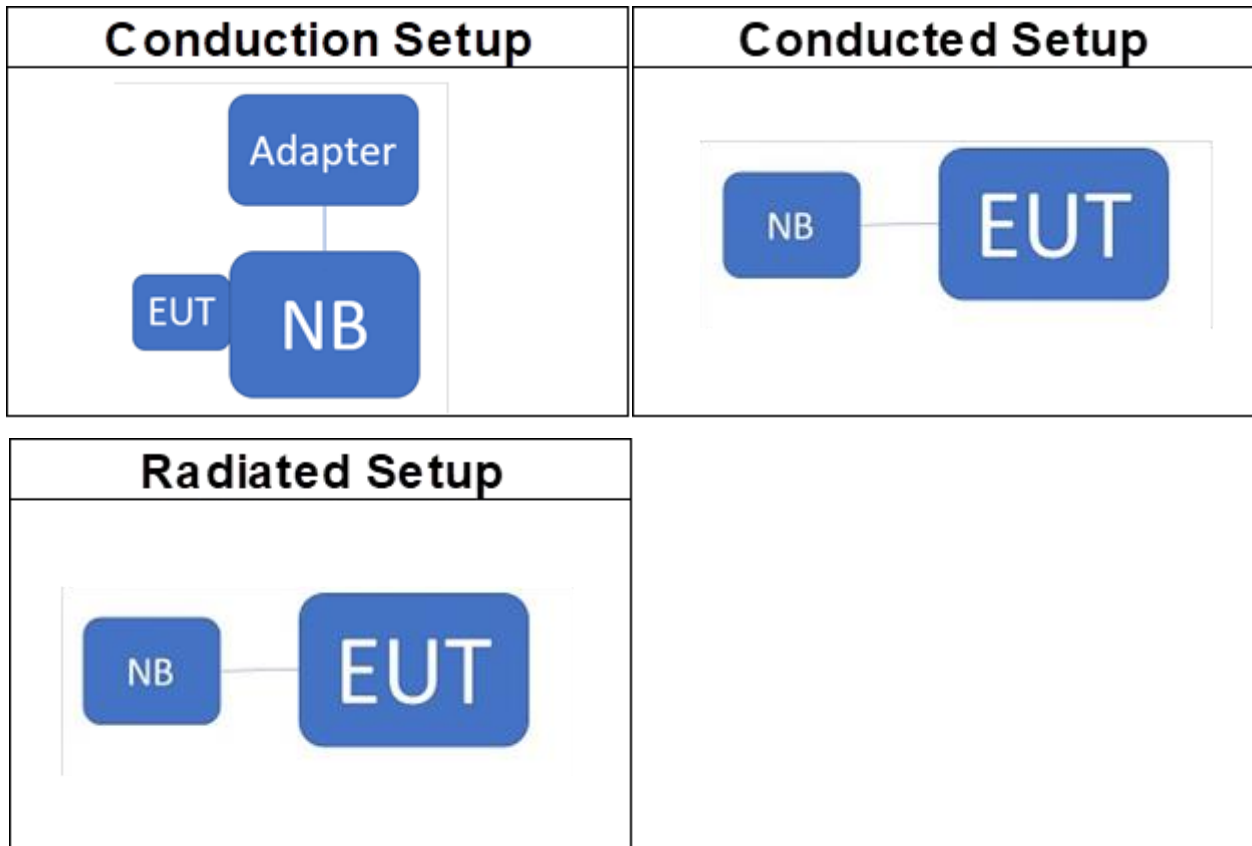 Conduction Setup
Adapter
EUT
NB
Conducted Setup
NB
EUT
Radiated Setup
NB
EUT